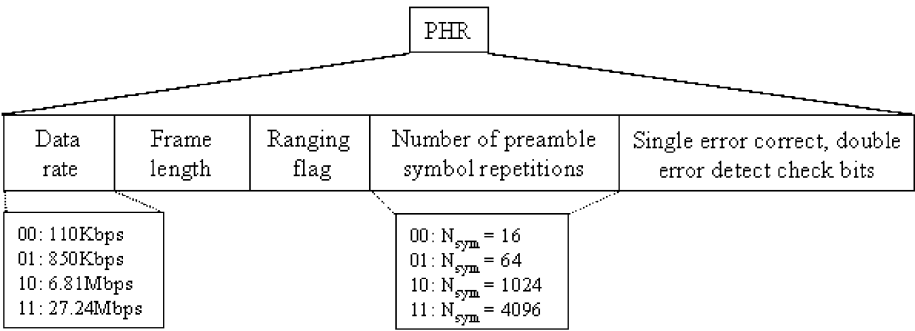 PHR
Data
rate
Frame
length
Ranging
flag
Number of preamble
symbol repetitions
Single error correct, double
error detect check bits
00: 110Kbps
01: 850Kbps
10: 6.81Mbps
11: 27.24Mbps
00: Nsym = 16
01: Nsym = 64
10: Nsym = 1024
11: Nsym = 4096